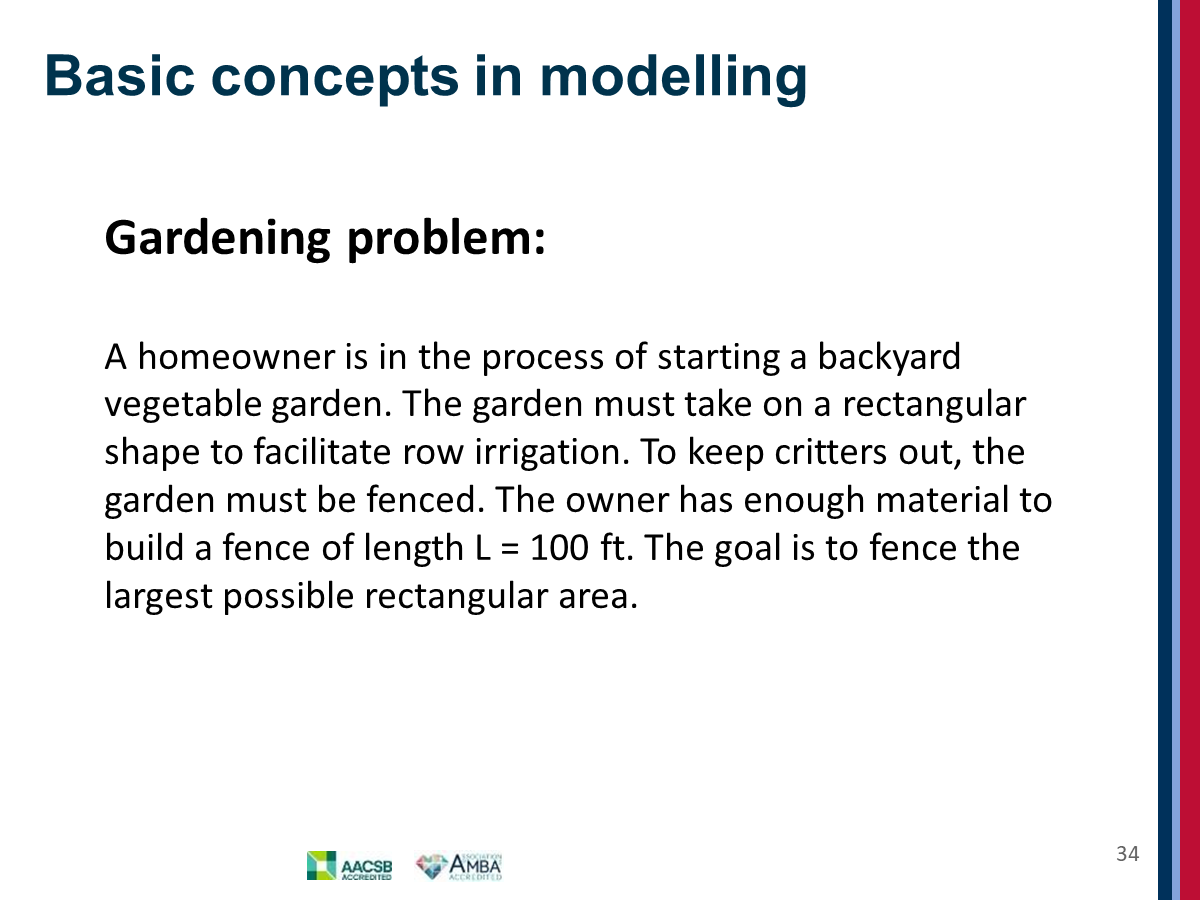 Basic concepts in modelling
Gardening problem:
A homeowner is in the process of starting a backyard
vegetable garden. The garden must take on a rectangular
shape to facilitate row irrigation. To keep critters out, the
garden must be fenced. The owner has enough material to
build a fence of length L = 100 ft. The goal is to fence the
largest possible rectangular area.
AACSB
ACCREDITED
ASSOCIATION
AMBA
ACCREDITED
34